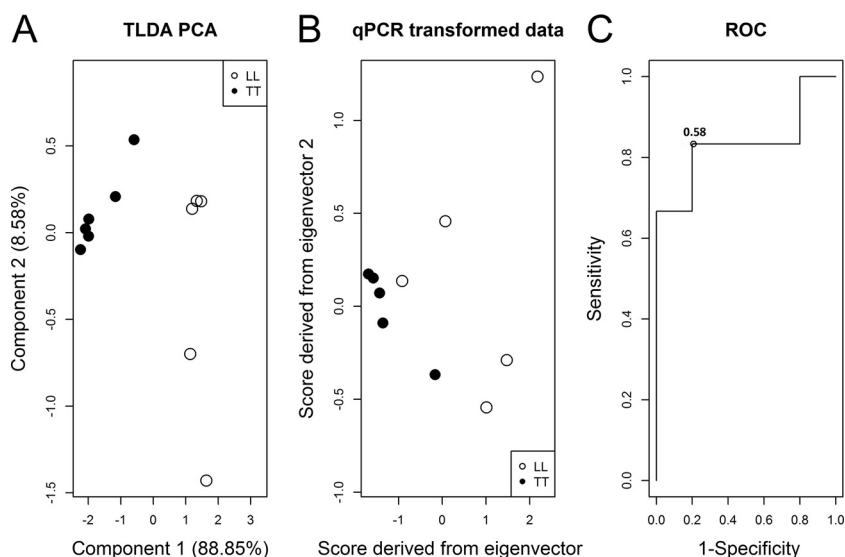 A
TLDA PCA
LL
TT
Component 2 (8.58%)
0.5
0.0
-0.5
-1.0
-1.5
-2
-1
0
1
2
3
Component 1 (88.85%)
B
qPCR transformed data
Score derived from eigenvector 2
1.0
0.5
0.0
-0.5
-1.0
LL
TT
-1
0
1
2
Score derived from eigenvector
C
ROC
0.58
Sensitivity
1.0
0.8
0.6
0.4
0.2
0.0
0.0
0.2
0.4
0.6
0.8
1.0
1-Specificity